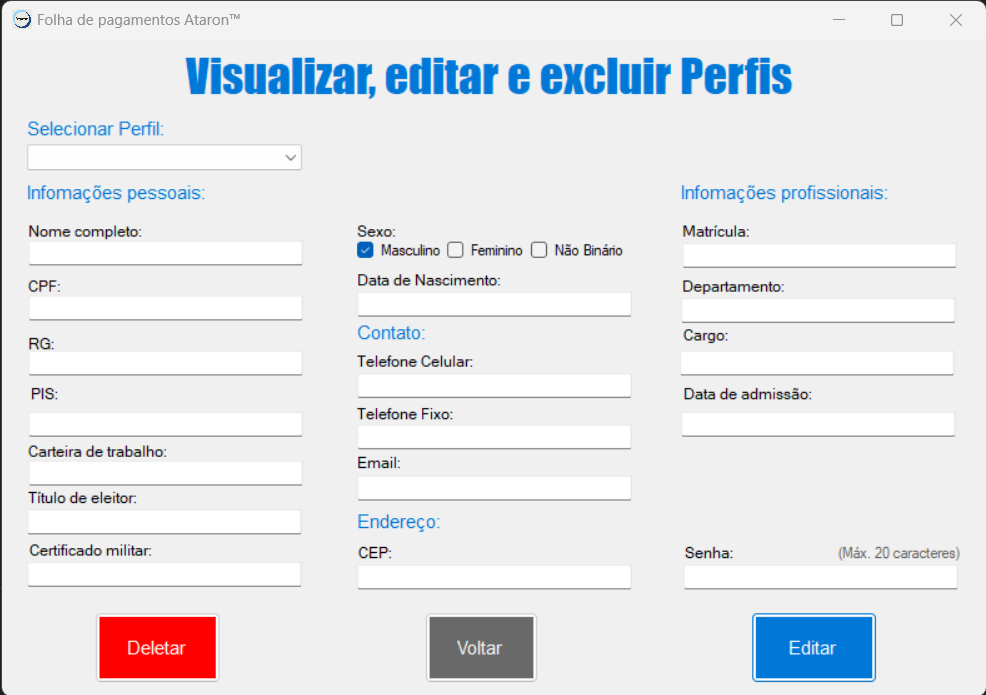 Folha de pagamentos Ataron™
Visualizar, editar e excluir Perfis
Selecionar Perfil:
Infomações pessoais:
Nome completo:
CPF:
RG:
PIS:
Carteira de trabalho:
Título de eleitor:
Certificado militar:
Sexo:
Masculino Feminino Não Binário
Data de Nascimento:
Contato:
Telefone Celular:
Telefone Fixo:
Email:
Endereço:
CEP:
Infomações profissionais:
Matrícula:
Departamento:
Cargo:
Data de admissão:
Senha: (Máx. 20 caracteres)
Deletar
Voltar
Editar